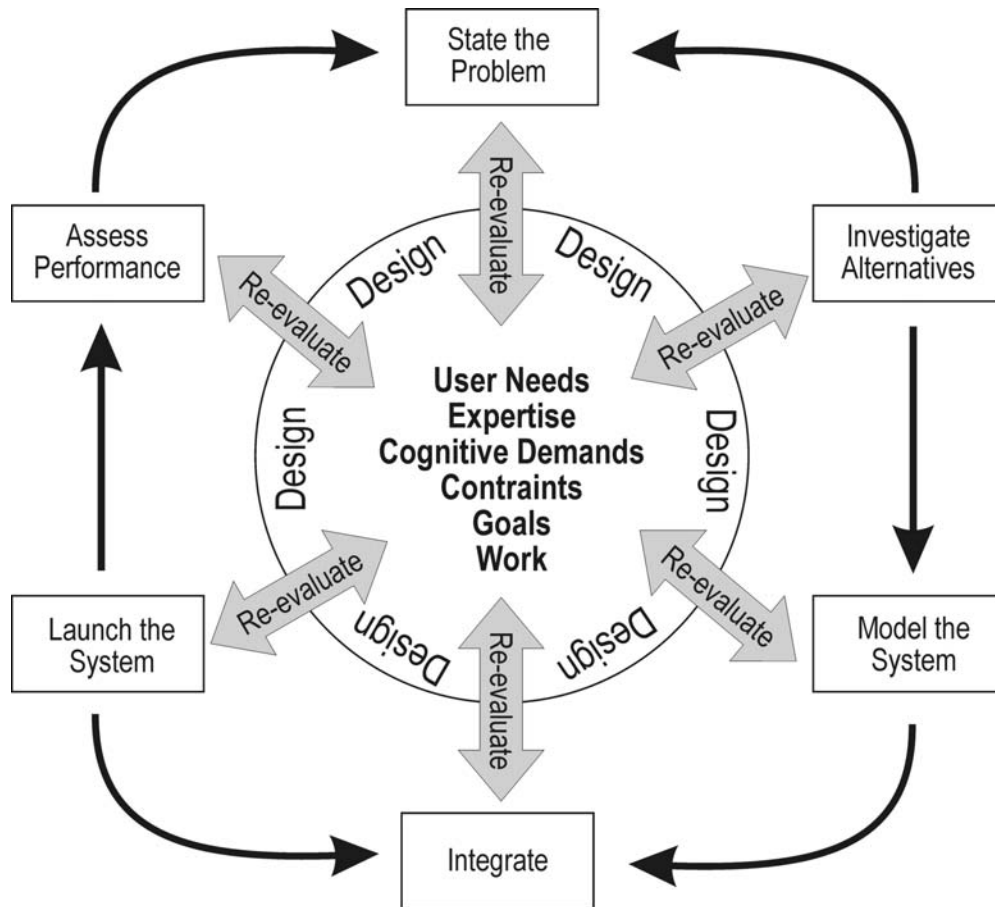 State the
Problem
Assess
Performance
Investigate
Alternatives
Re-evaluate
Design
Design
Re-evaluate
Re-evaluate
User Needs
Expertise
Cognitive Demands
Contraints
Goals
Work
Design
Design
Re-evaluate
Re-evaluate
Launch the
System
Design
Re-evaluate
Design
Model the
System
Integrate